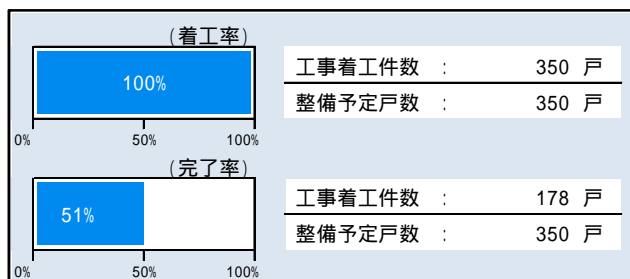 (着工率)
100%
0% 50% 100%
工事着工件数 : 350 戸
整備予定戸数 : 350 戸
(完了率)
51%
0% 50% 100%
工事着工件数 : 178 戸
整備予定戸数 : 350 戸